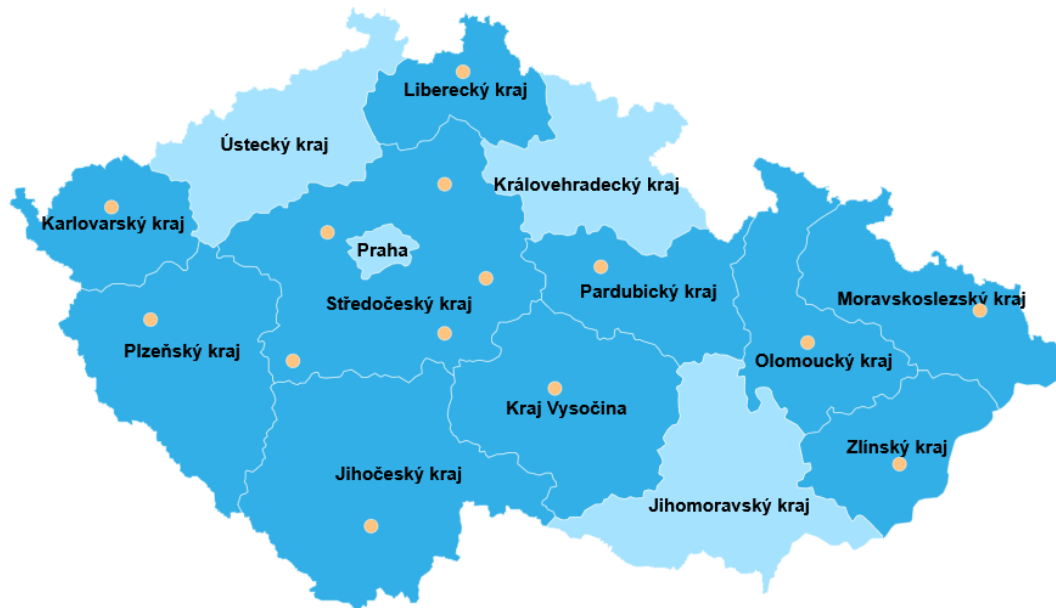 Liberecký kraj
Ústecký kraj
Královehradecký kraj
Karlovarský kraj
Praha
Pardubický kraj
Středočeský kraj
Moravskoslezský kraj
Plzeňský kraj
Olomoucký kraj
Kraj Vysočina
Zlínský kraj
Jihočeský kraj
Jihomoravský kraj